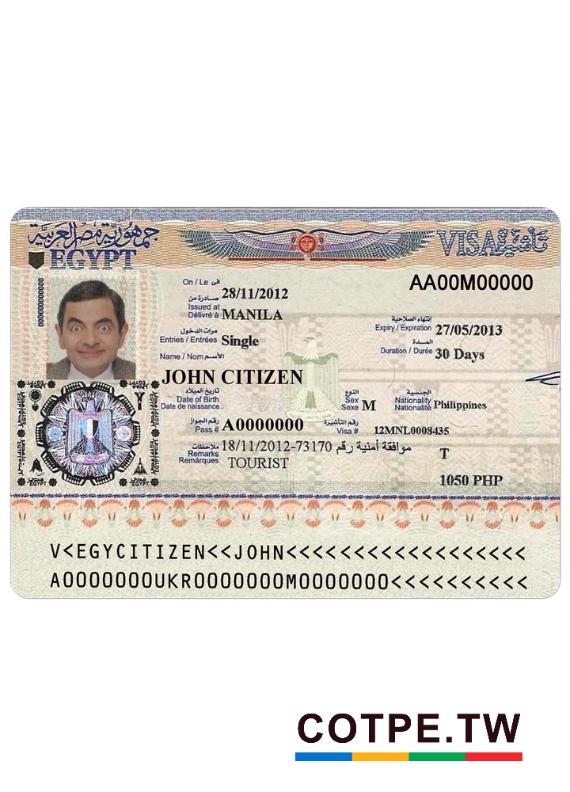 جمهورية مصر العربية
EGYPT
VISA تأشيرة
AA00M00000
On / Le في 28/11/2012
صادرة من
Issued at
Délivré à MANILA
إنتهاء الصلاحية
Expiry / Expiration 27/05/2013
مرات الدخول
Entries / Entrées Single
المدة
Duration / Durée 30 Days
Name / Nom الأسم
JOHN CITIZEN
تاريخ الميلاد
Date of Birth
Date de naissance
النوع
Sex
Sexe M
الجنسية
Nationality
Nationalité Philippines
رقم الجواز
Pass # A0000000
رقم التأشيرة
Visa # 12MNL0008435
ملاحظات
Remarks
Remarques
موافقة أمنية رقم 18/11/2012-73170
TOURIST
T
1050 PHP
V<EGYCITIZEN<<JOHN<<<<<<<<<<<<<<<<<<
A0000000UKR0000000M0000000<<<<<<<<<<
COTPE.TW